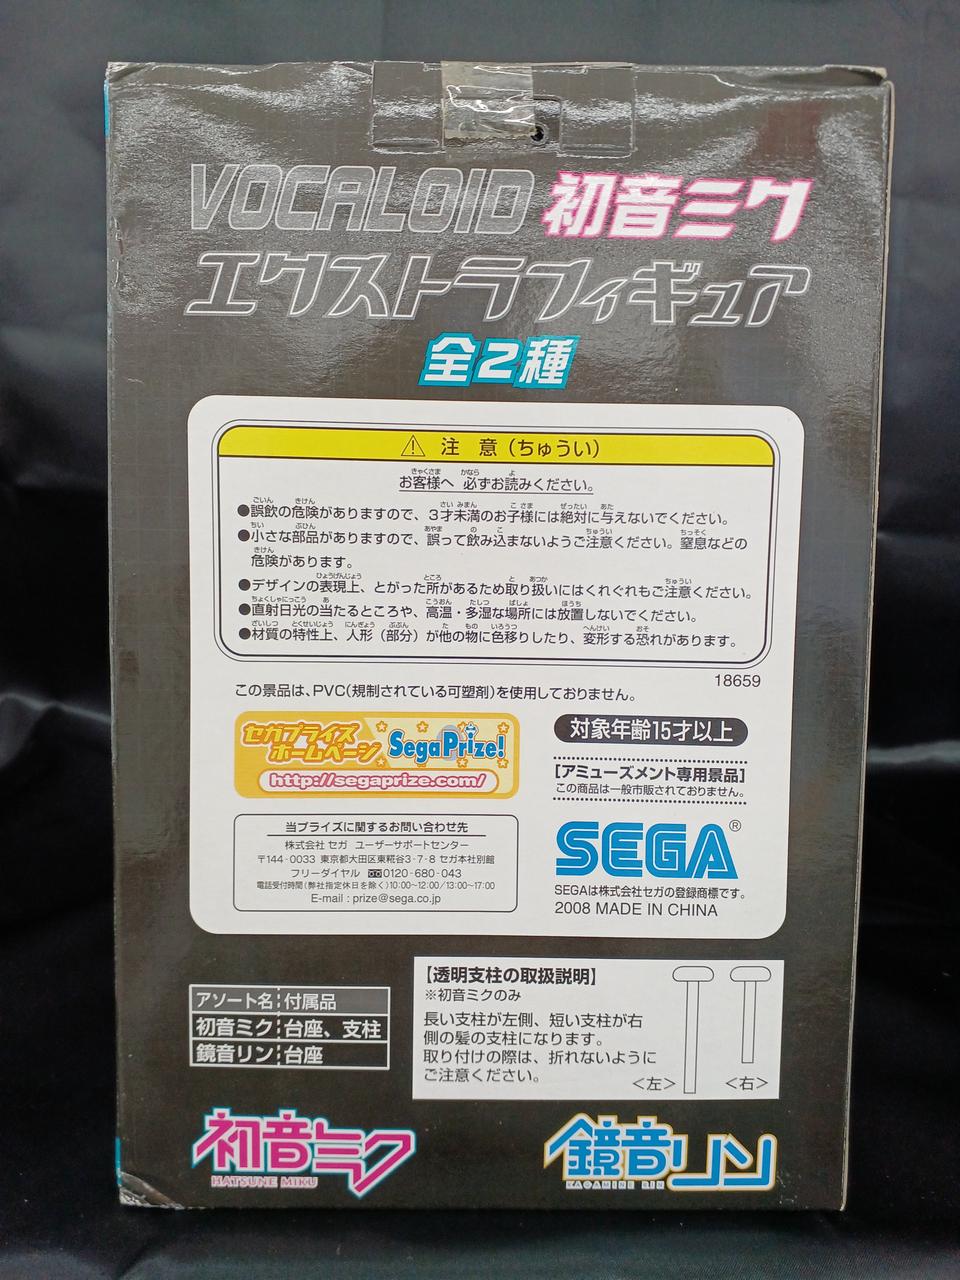 VOCALOID 初音ミク
エクストラフィギュア
全2種
⚠ 注 意（ちゅうい）
お客様へ 必ずお読みください。
●誤飲の危険がありますので、3才未満のお子様には絶対に与えないでください。
●小さな部品がありますので、誤って飲み込まないようご注意ください。窒息などの
危険があります。
●デザインの表現上、とがった所があるため取り扱いにはくれぐれもご注意ください。
●直射日光の当たるところや、高温・多湿な場所には放置しないでください。
●材質の特性上、人形（部分）が他の物に色移りしたり、変形する恐れがあります。
18659
この景品は、PVC(規制されている可塑剤)を使用しておりません。
セガプライズ
ホームページ
SegaPrize!
http://segaprize.com/
対象年齢15才以上
【アミューズメント専用景品】
この商品は一般市販されておりません。
当プライズに関するお問い合わせ先
株式会社 セガ ユーザーサポートセンター
〒144-0033 東京都大田区東糀谷3-7-8 セガ本社別館
フリーダイヤル 0120-680-043
電話受付時間（弊社指定休日を除く）10:00~12:00/13:00~17:00
E-mail : prize@sega.co.jp
SEGA®
SEGAは株式会社セガの登録商標です。
2008 MADE IN CHINA
アソート名 付属品
初音ミク 台座、支柱
鏡音リン 台座
【透明支柱の取扱説明】
※初音ミクのみ
長い支柱が左側、短い支柱が右
側の髪の支柱になります。
取り付けの際は、折れないように
ご注意ください。
＜左＞ ＜右＞
初音ミク
HATSUNE MIKU
鏡音リン
KAGAMINE RIN